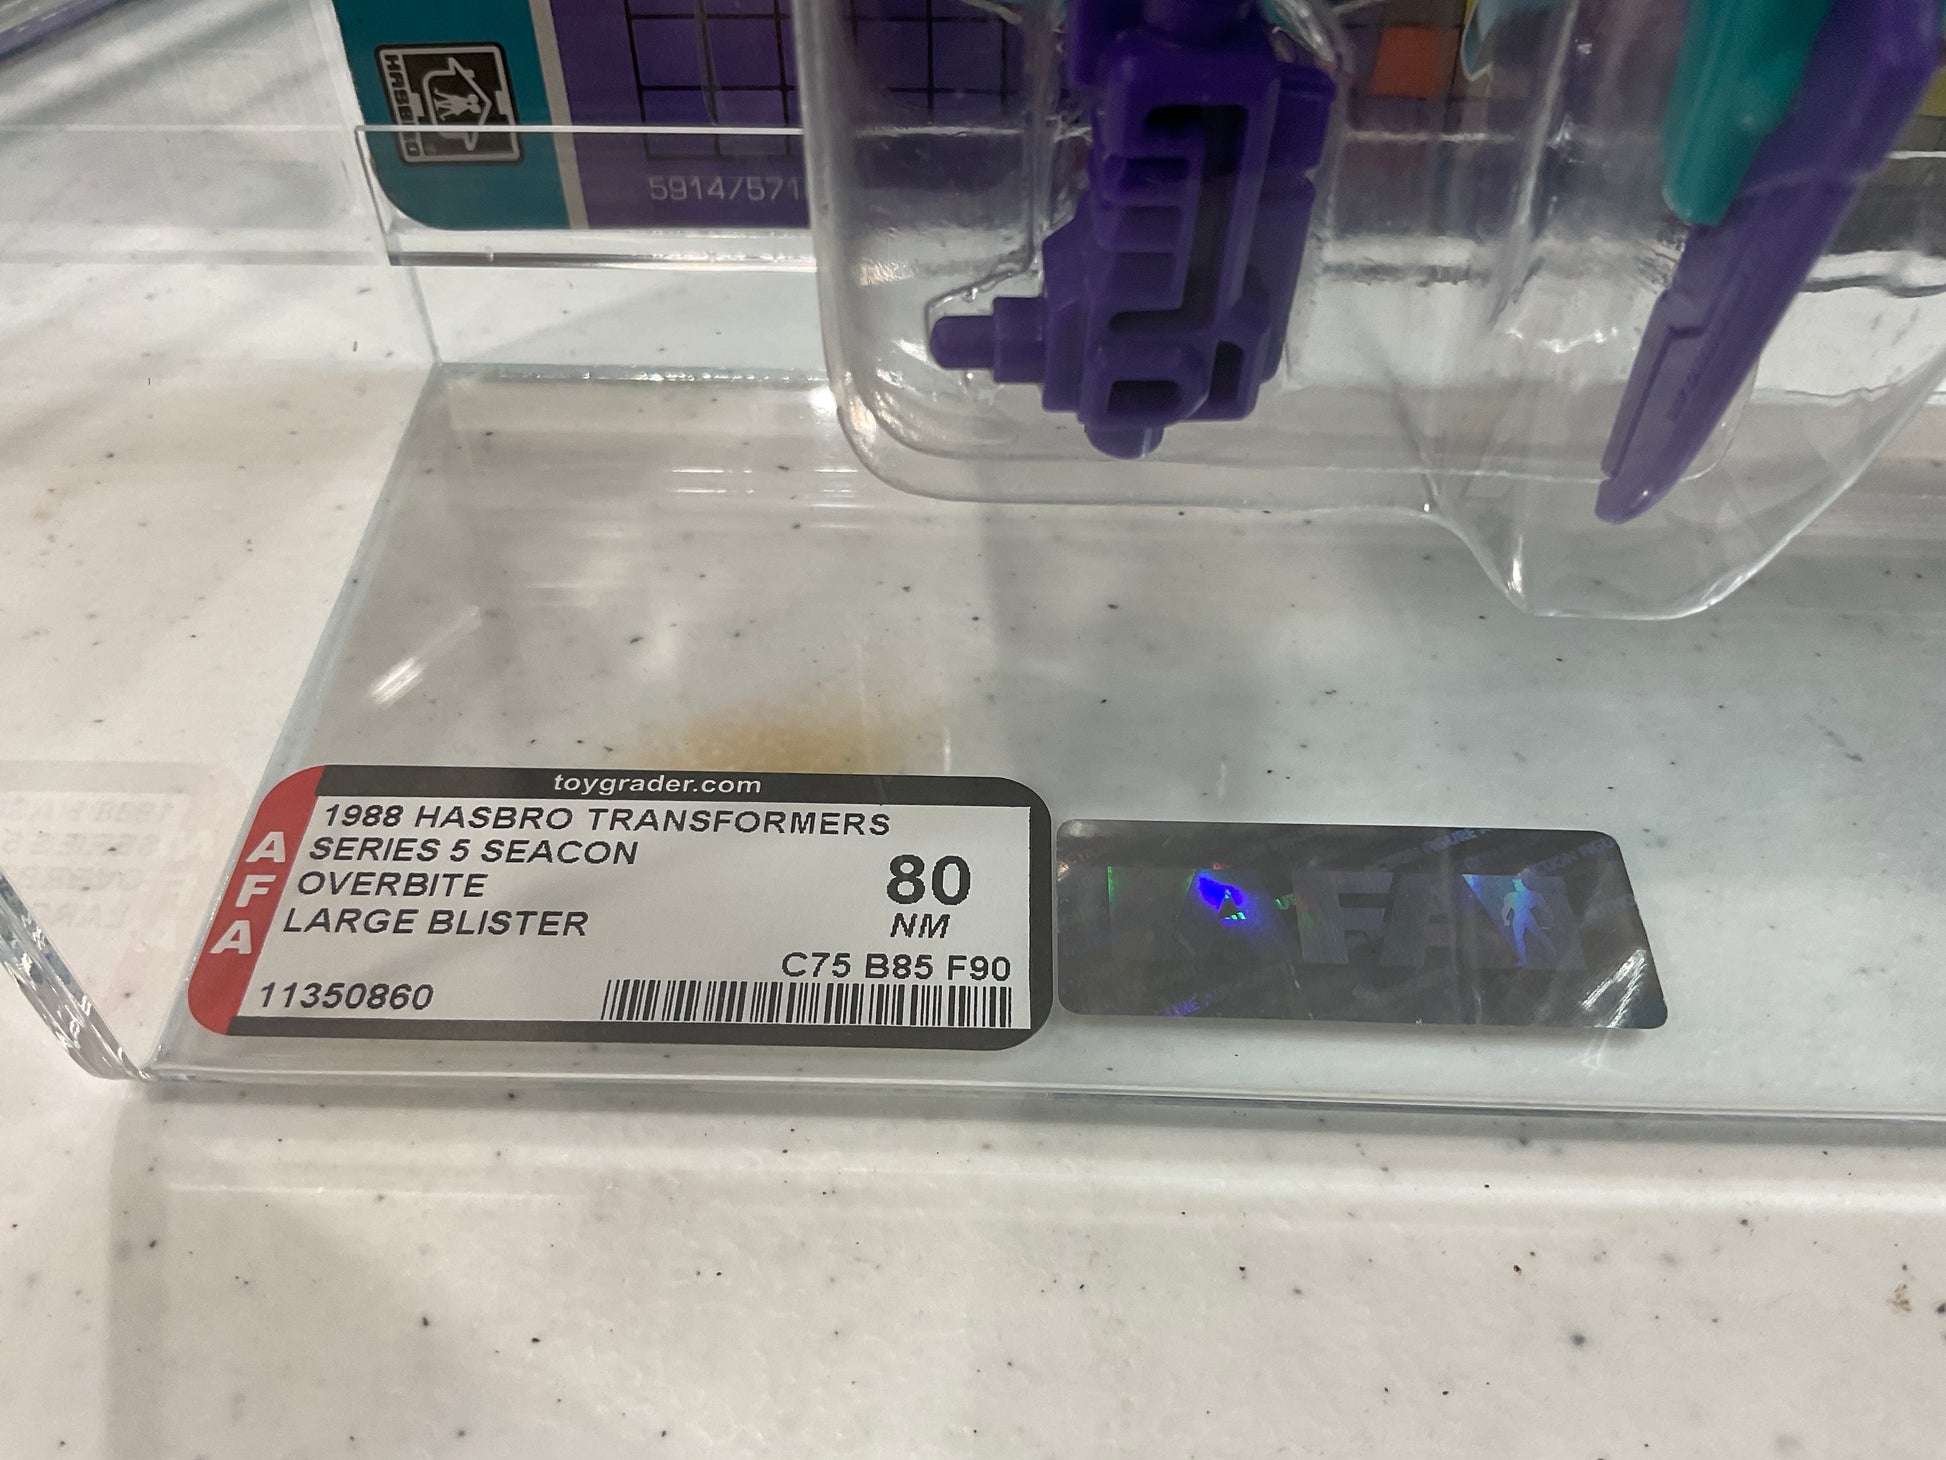 HASBRO
5914/571
toygrader.com
AFA
1988 HASBRO TRANSFORMERS
SERIES 5 SEACON
OVERBITE
LARGE BLISTER
80
NM
C75 B85 F90
11350860
AFA